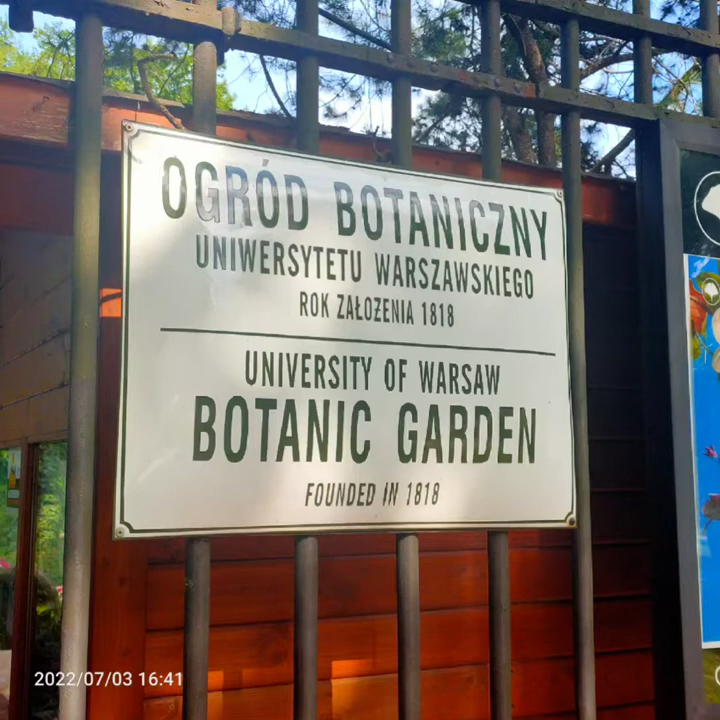 OGRÓD BOTANICZNY
UNIWERSYTETU WARSZAWSKIEGO
ROK ZAŁOŻENIA 1818
UNIVERSITY OF WARSAW
BOTANIC GARDEN
FOUNDED IN 1818
2022/07/03 16:41